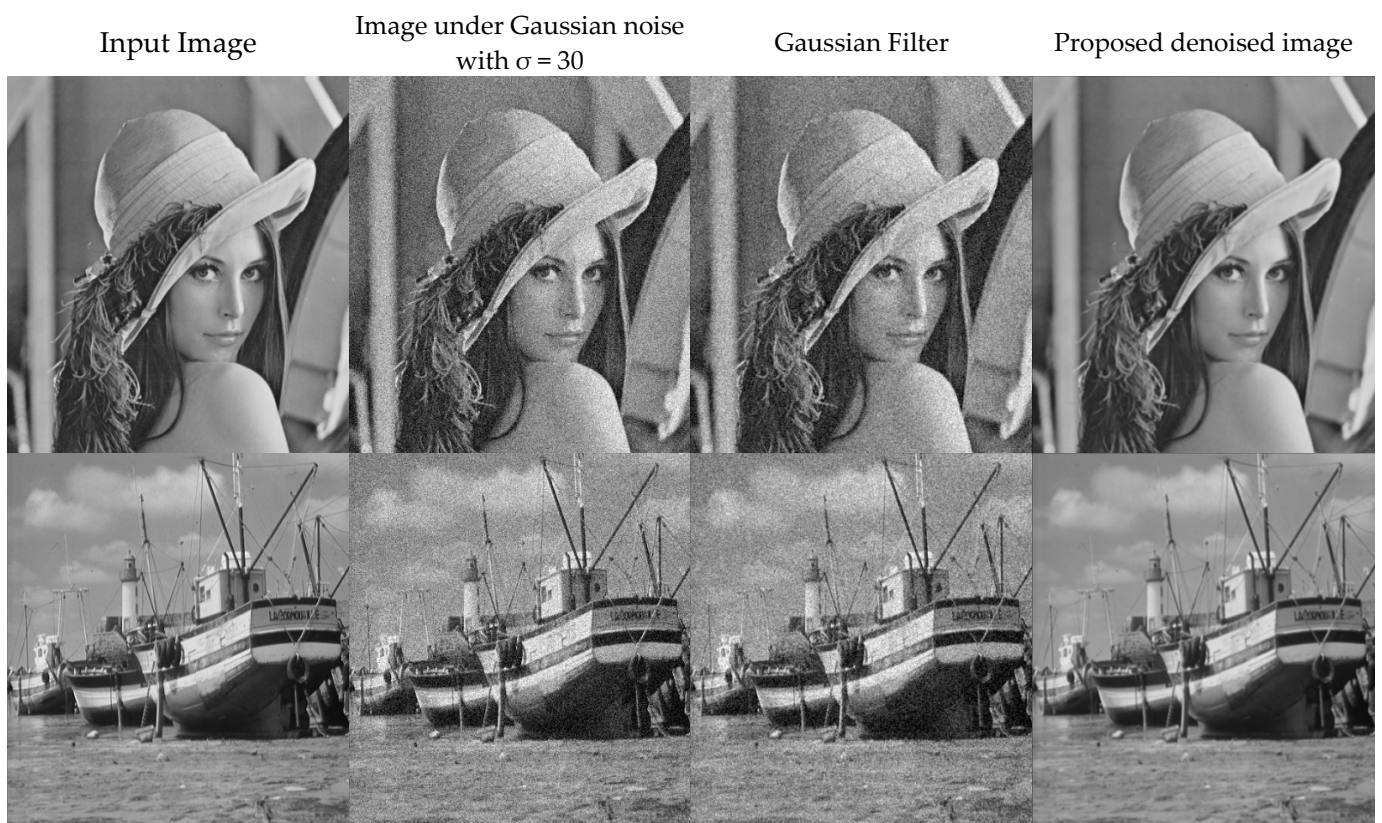 Input Image
Image under Gaussian noise
with σ = 30
Gaussian Filter
Proposed denoised image